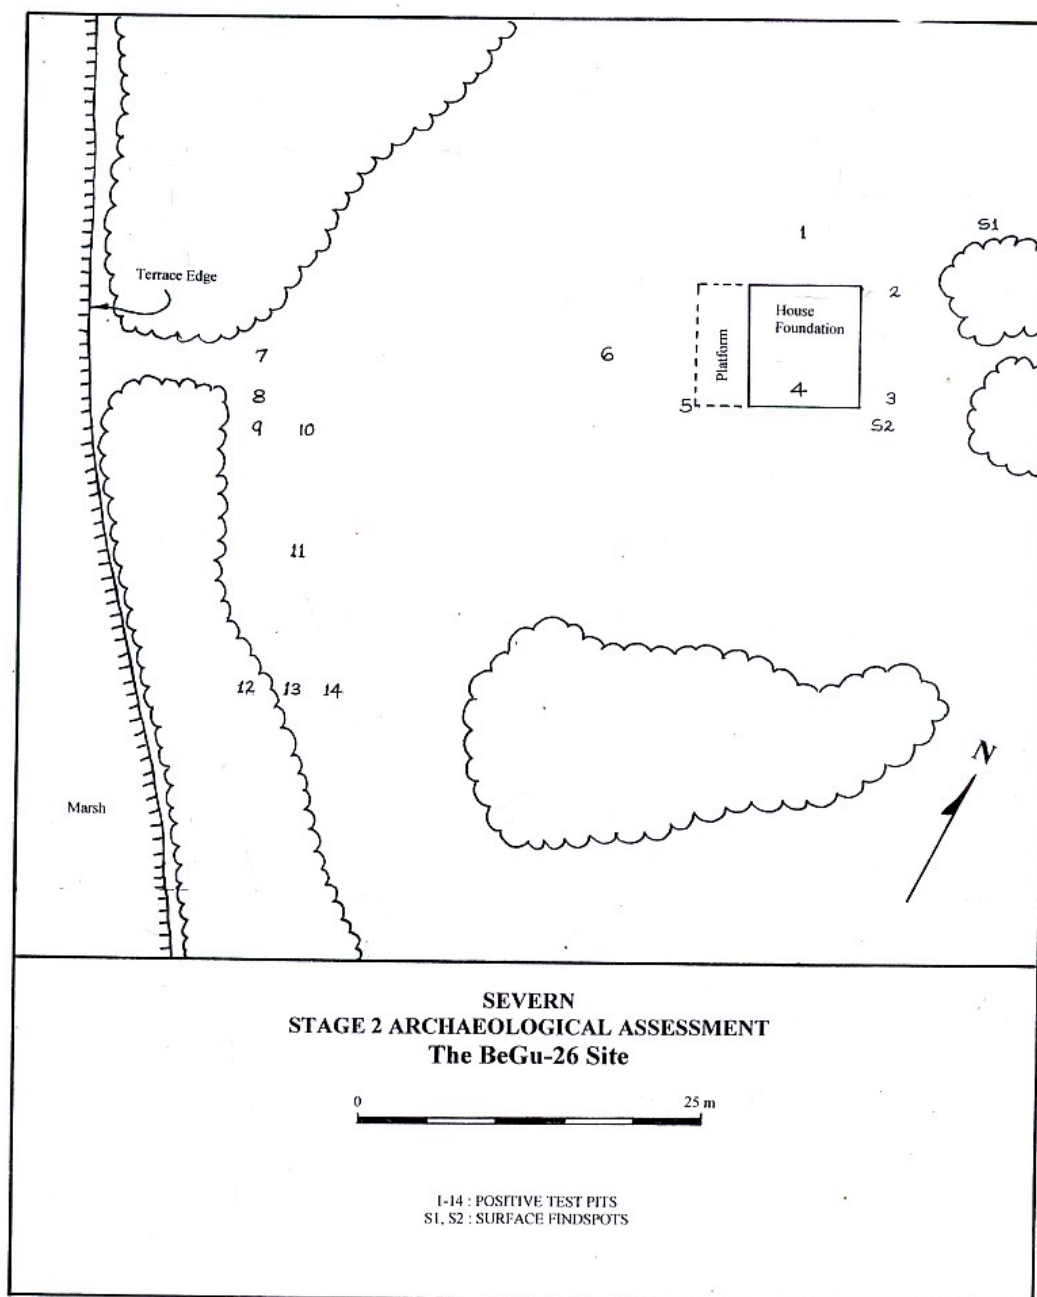 S1
1
2
Terrace Edge
House
Foundation
Platform
7
6
8
4
3
5
9
10
S2
11
12
13
14
N
Marsh
SEVERN
STAGE 2 ARCHAEOLOGICAL ASSESSMENT
The BeGu-26 Site
0
25 m
1-14 : POSITIVE TEST PITS
S1, S2 : SURFACE FINDSPOTS